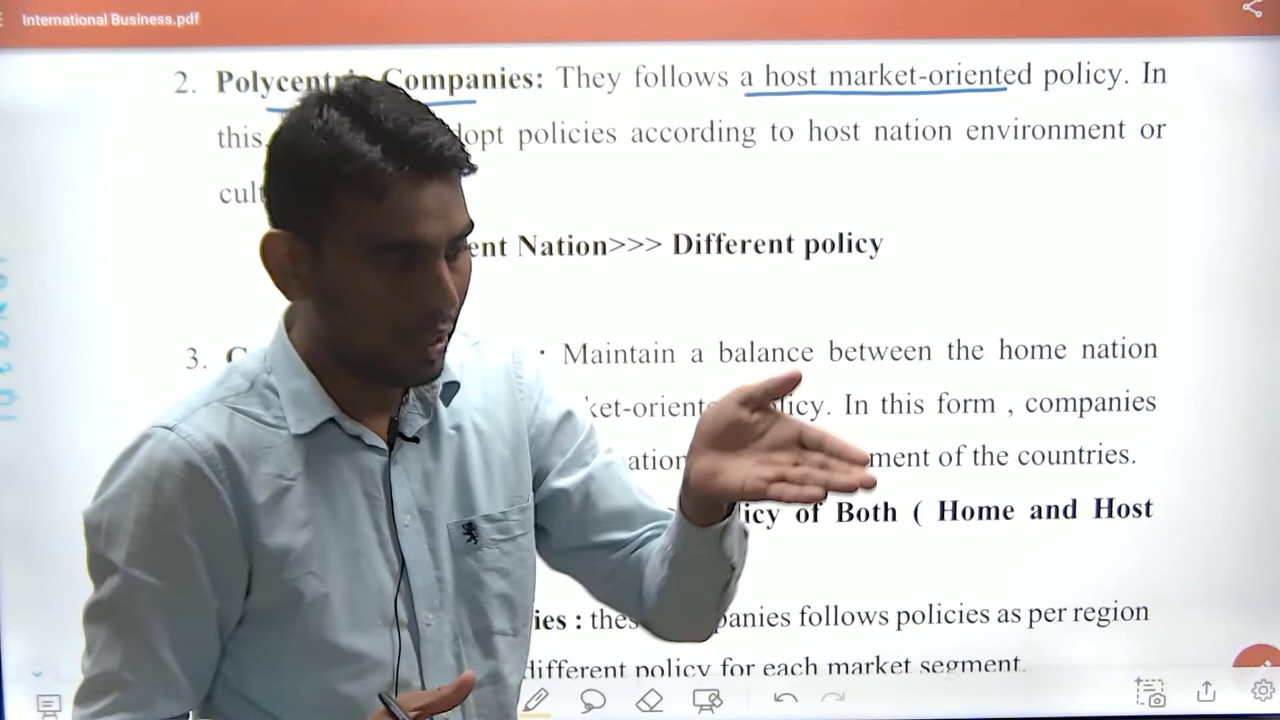 International Business.pdf
2. Polycentric Companies: They follows a host market-oriented policy. In
this opt policies according to host nation environment or
cult
ent Nation>>> Different policy
3. : Maintain a balance between the home nation
ket-oriente licy. In this form , companies
ation ment of the countries.
icy of Both ( Home and Host
ies : thes panies follows policies as per region
different policy for each market segment.